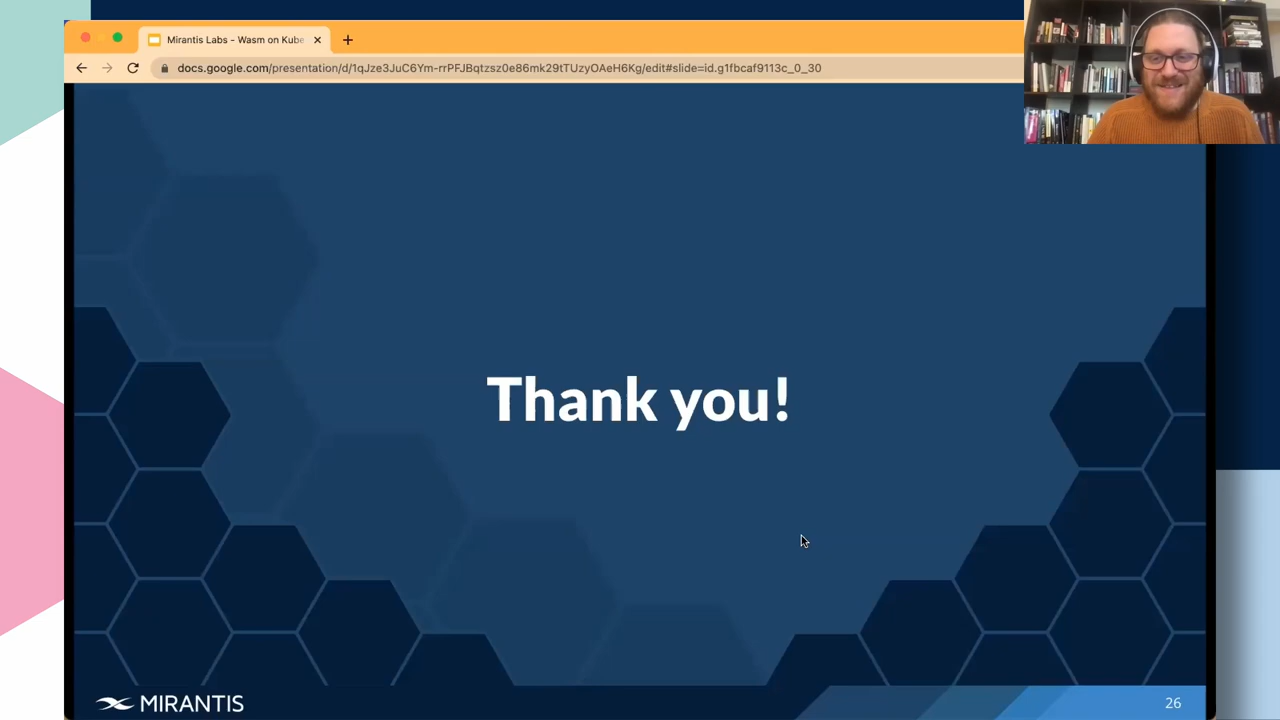 Mirantis Labs - Wasm on Kube
docs.google.com/presentation/d/1qJze3JuC6Ym-rrPFJBqtzsz0e86mk29tTUzyOAeH6Kg/edit#slide=id.g1fbcaf9113c_0_30
Thank you!
MIRANTIS
26